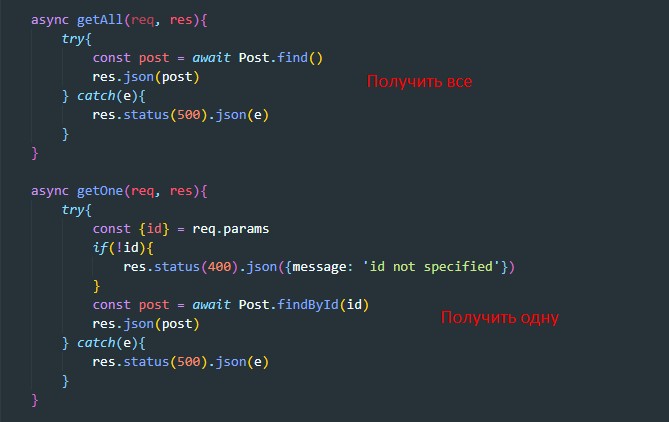 async getAll(req, res){
try{
const post = await Post.find()
res.json(post)
Получить все
} catch(e){
res.status(500).json(e)
}
}
async getOne(req, res){
try{
const {id} = req.params
if(!id){
res.status(400).json({message: 'id not specified'})
}
const post = await Post.findById(id)
Получить одну
res.json(post)
} catch(e){
res.status(500).json(e)
}
}